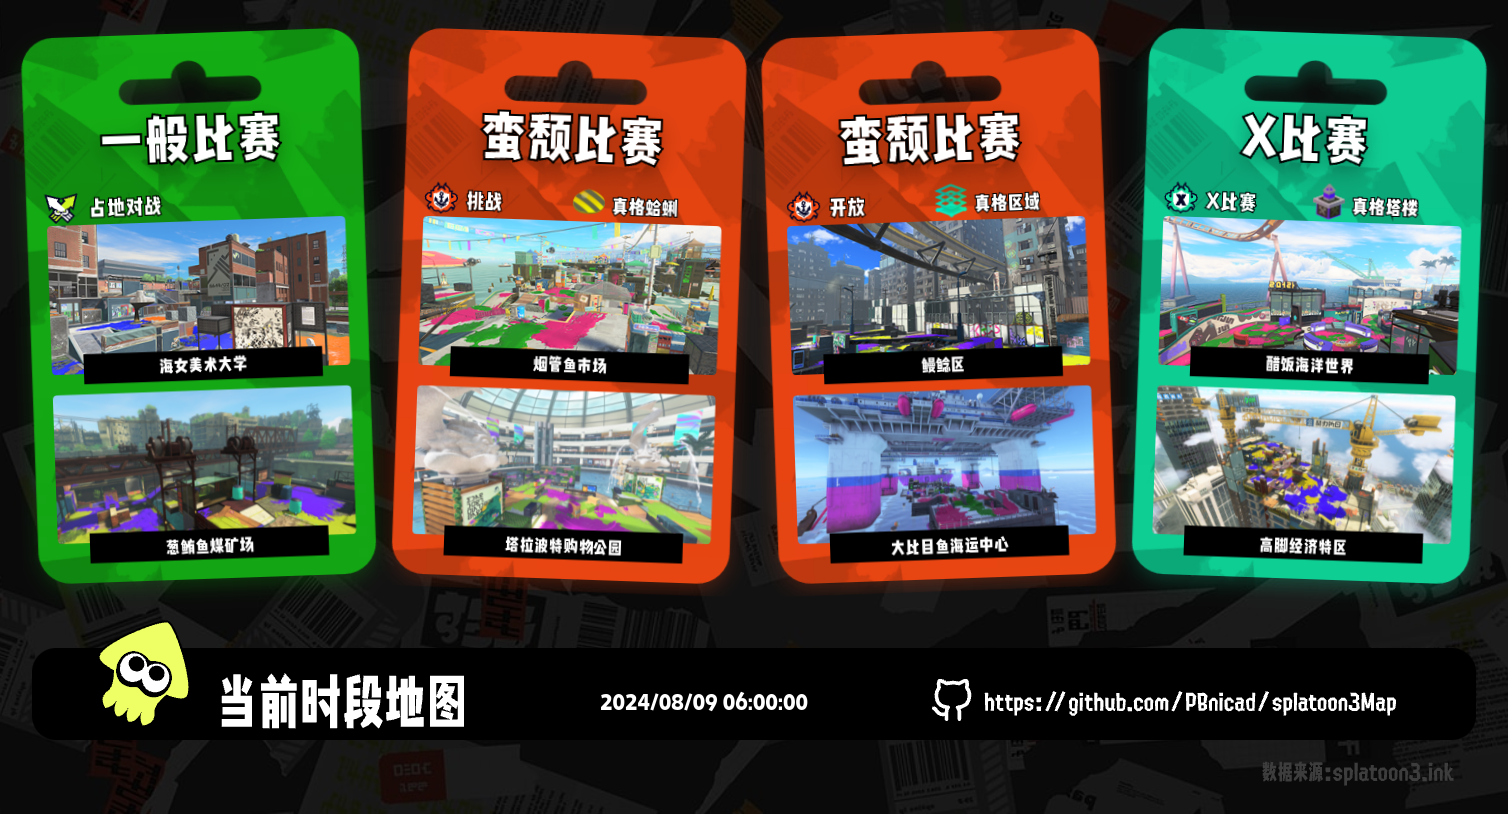 一般比赛
占地对战
海女美术大学
葱鲔鱼煤矿场
蛮颓比赛
挑战
真格蛤蜊
烟管鱼市场
塔拉波特购物公园
蛮颓比赛
开放
真格区域
鳗鲶区
大比目鱼海运中心
X比赛
X比赛
真格塔楼
醋饭海洋世界
高脚经济特区
当前时段地图
2024/08/09 06:00:00
https://github.com/PBnicad/splatoon3Map
数据来源:splatoon3.ink